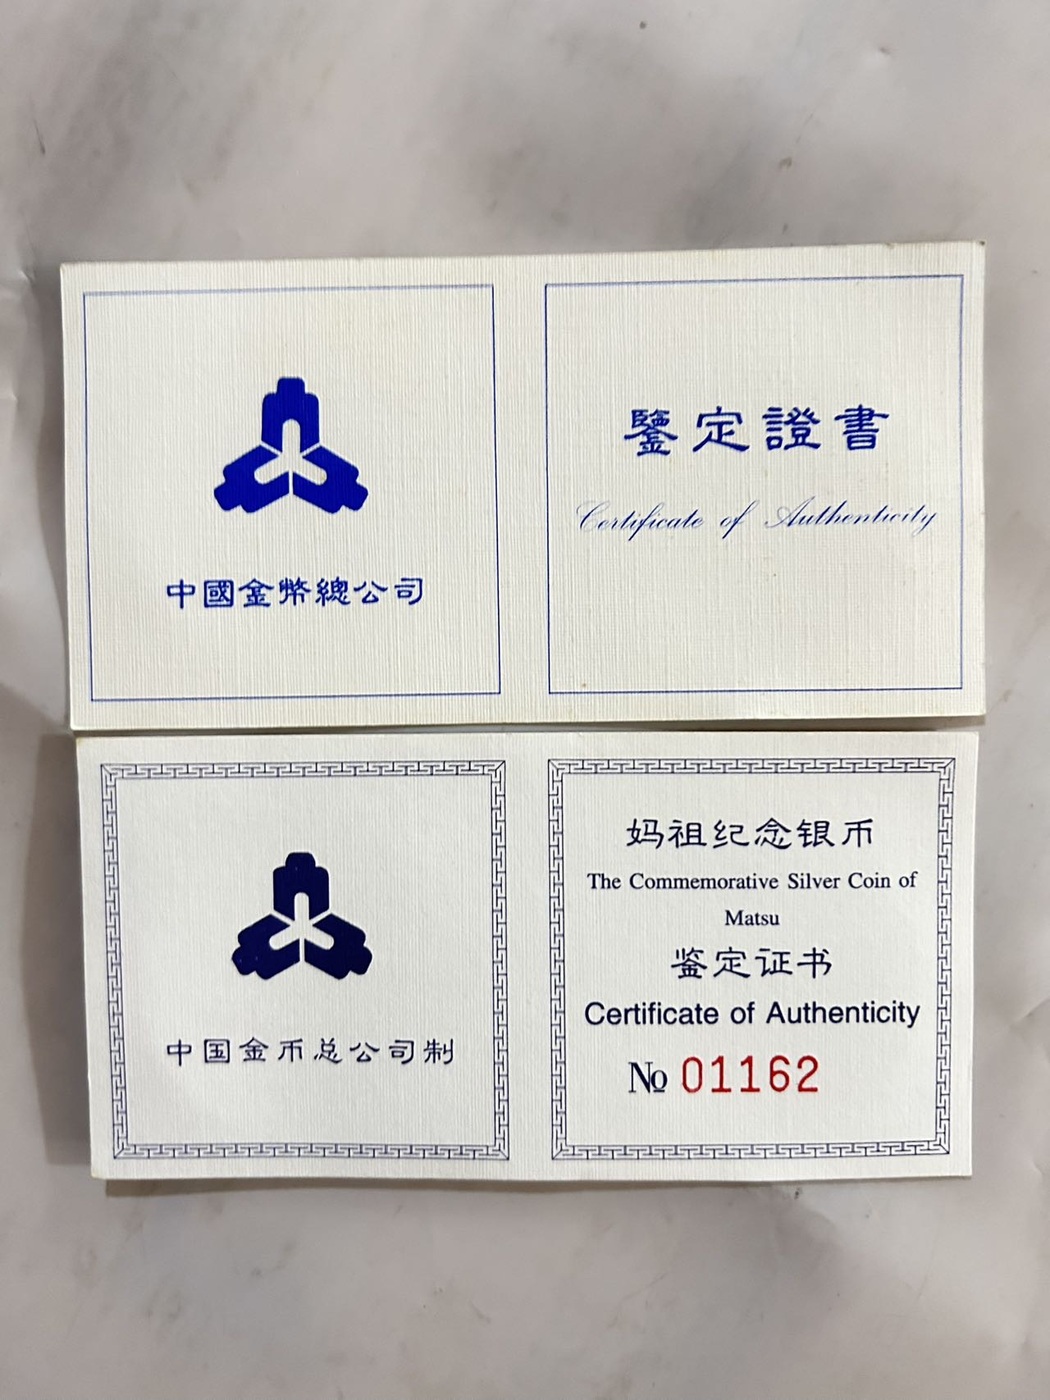 中國金幣總公司
鑒定證書
Certificate of Authenticity
中国金币总公司制
妈祖纪念银币
The Commemorative Silver Coin of
Matsu
鉴定证书
Certificate of Authenticity
№ 01162